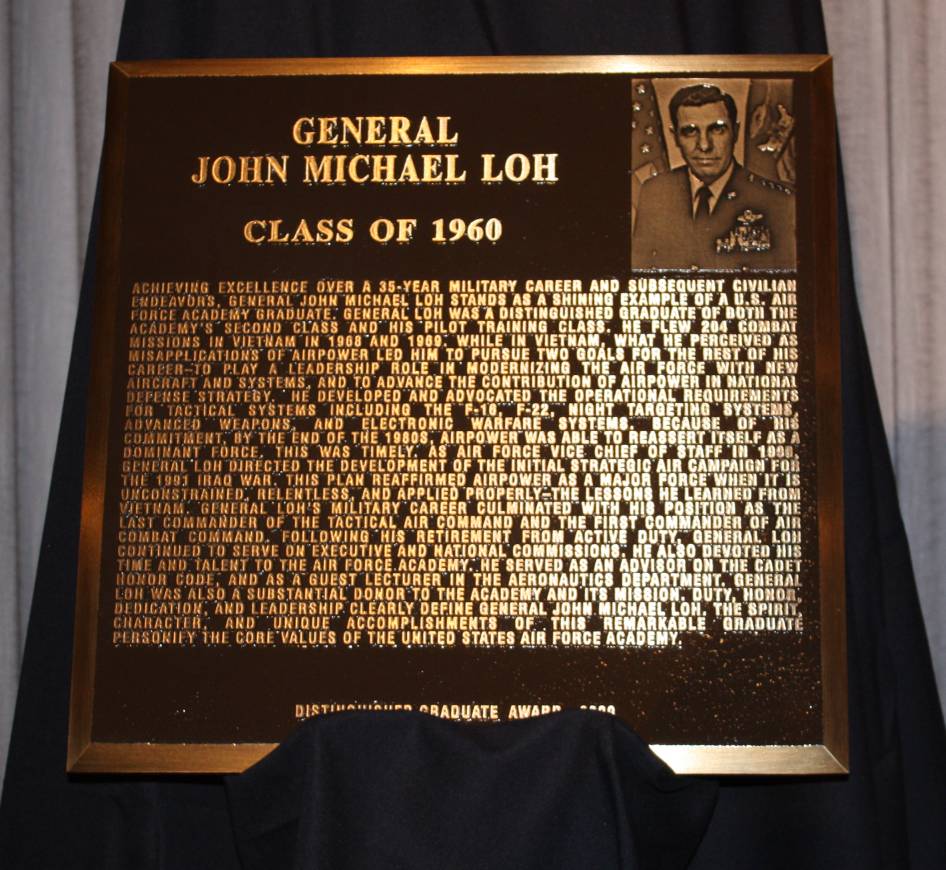 GENERAL
JOHN MICHAEL LOH
CLASS OF 1960
ACHIEVING EXCELLENCE OVER A 35-YEAR MILITARY CAREER AND SUBSEQUENT CIVILIAN
ENDEAVORS, GENERAL JOHN MICHAEL LOH STANDS AS A SHINING EXAMPLE OF A U.S. AIR
FORCE ACADEMY GRADUATE. GENERAL LOH WAS A DISTINGUISHED GRADUATE OF BOTH THE
ACADEMY'S SECOND CLASS AND HIS PILOT TRAINING CLASS. HE FLEW 204 COMBAT
MISSIONS IN VIETNAM IN 1968 AND 1969. WHILE IN VIETNAM, WHAT HE PERCEIVED AS
MISAPPLICATIONS OF AIRPOWER LED HIM TO PURSUE TWO GOALS FOR THE REST OF HIS
CAREER–TO PLAY A LEADERSHIP ROLE IN MODERNIZING THE AIR FORCE WITH NEW
AIRCRAFT AND SYSTEMS, AND TO ADVANCE THE CONTRIBUTION OF AIRPOWER IN NATIONAL
DEFENSE STRATEGY. HE DEVELOPED AND ADVOCATED THE OPERATIONAL REQUIREMENTS
FOR TACTICAL SYSTEMS INCLUDING THE F-16, F-22, NIGHT TARGETING SYSTEMS,
ADVANCED WEAPONS, AND ELECTRONIC WARFARE SYSTEMS. BECAUSE OF HIS
COMMITMENT, BY THE END OF THE 1980S, AIRPOWER WAS ABLE TO REASSERT ITSELF AS A
DOMINANT FORCE. THIS WAS TIMELY. AS AIR FORCE VICE CHIEF OF STAFF IN
GENERAL LOH DIRECTED THE DEVELOPMENT OF THE INITIAL STRATEGIC AIR CAMPAIGN FOR
THE 1991 IRAQ WAR. THIS PLAN REAFFIRMED AIRPOWER AS A MAJOR FORCE WHEN IT IS
UNCONSTRAINED, RELENTLESS, AND APPLIED PROPERLY–THE LESSONS HE LEARNED FROM
VIETNAM. GENERAL LOH'S MILITARY CAREER CULMINATED WITH HIS POSITION AS THE
LAST COMMANDER OF THE TACTICAL AIR COMMAND AND THE FIRST COMMANDER OF AIR
COMBAT COMMAND. FOLLOWING HIS RETIREMENT FROM ACTIVE DUTY, GENERAL LOH
CONTINUED TO SERVE ON EXECUTIVE AND NATIONAL COMMISSIONS. HE ALSO DEVOTED HIS
TIME AND TALENT TO THE AIR FORCE ACADEMY. HE SERVED AS AN ADVISOR ON THE CADET
HONOR CODE, AND AS A GUEST LECTURER IN THE AERONAUTICS DEPARTMENT. GENERAL
LOH WAS ALSO A SUBSTANTIAL DONOR TO THE ACADEMY AND ITS MISSION. DUTY, HONOR,
DEDICATION, AND LEADERSHIP CLEARLY DEFINE GENERAL JOHN MICHAEL LOH. THE SPIRIT,
CHARACTER AND UNIQUE ACCOMPLISHMENTS OF THIS REMARKABLE GRADUATE
PERSONIFY THE CORE VALUES OF THE UNITED STATES AIR FORCE ACADEMY.
DISTINGUISHED GRADUATE AWARD